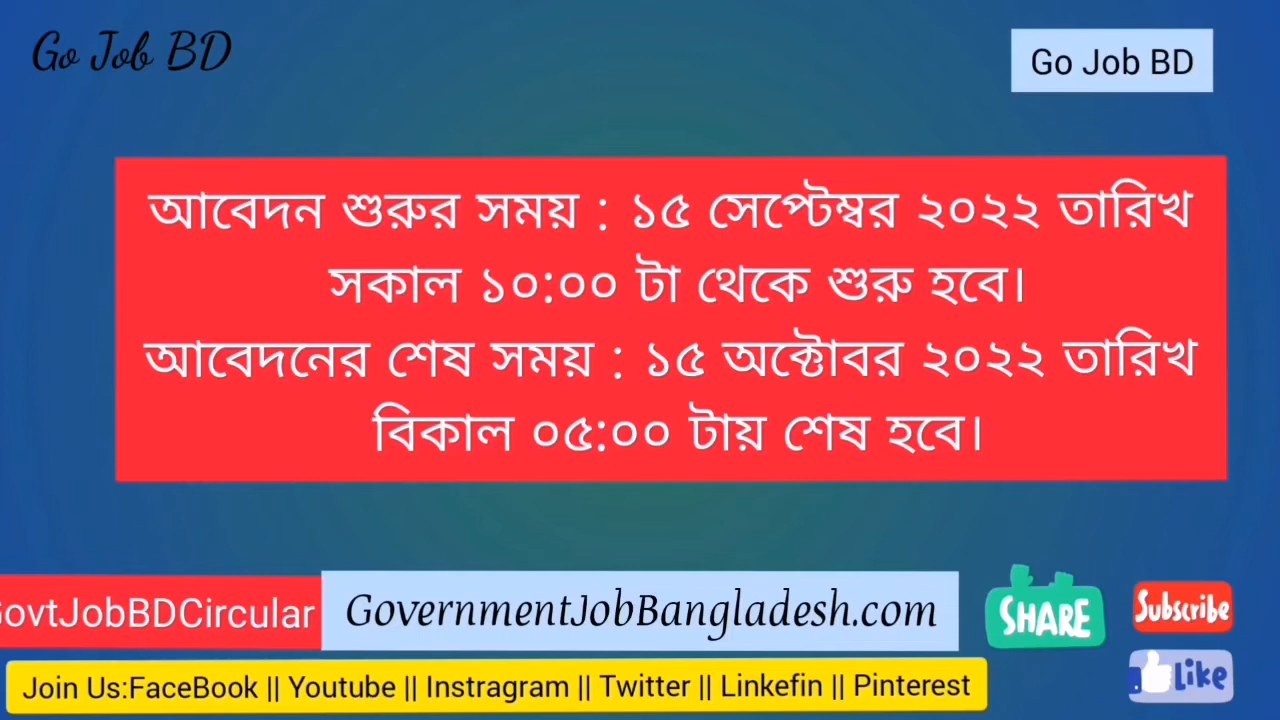 Go Job BD
Go Job BD
আবেদন শুরুর সময় : ১৫ সেপ্টেম্বর ২০২২ তারিখ
সকাল ১০:০০ টা থেকে শুরু হবে।
আবেদনের শেষ সময় : ১৫ অক্টোবর ২০২২ তারিখ
বিকাল ০৫:০০ টায় শেষ হবে।
GovtJobBDCircular
GovernmentJobBangladesh.com
SHARE
Subscribe
Like
Join Us:FaceBook || Youtube || Instragram || Twitter || Linkefin || Pinterest